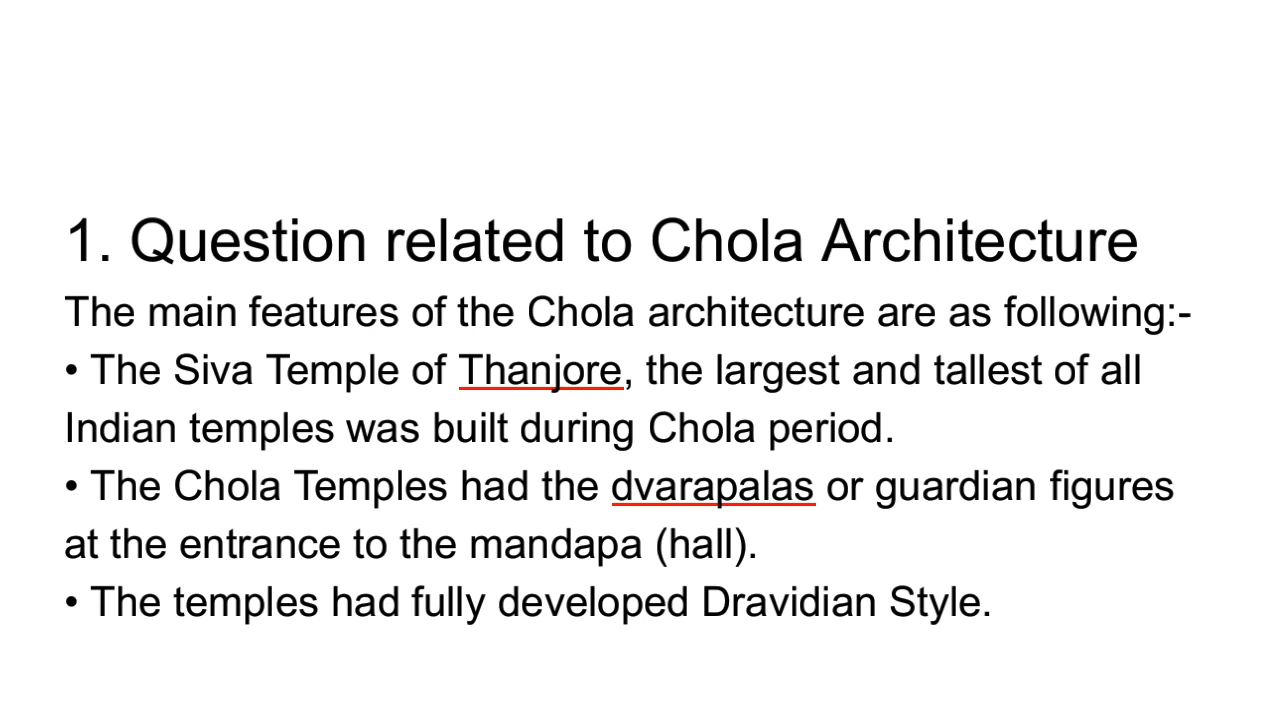 1. Question related to Chola Architecture
The main features of the Chola architecture are as following:-
• The Siva Temple of Thanjore, the largest and tallest of all
Indian temples was built during Chola period.
• The Chola Temples had the dvarapalas or guardian figures
at the entrance to the mandapa (hall).
• The temples had fully developed Dravidian Style.